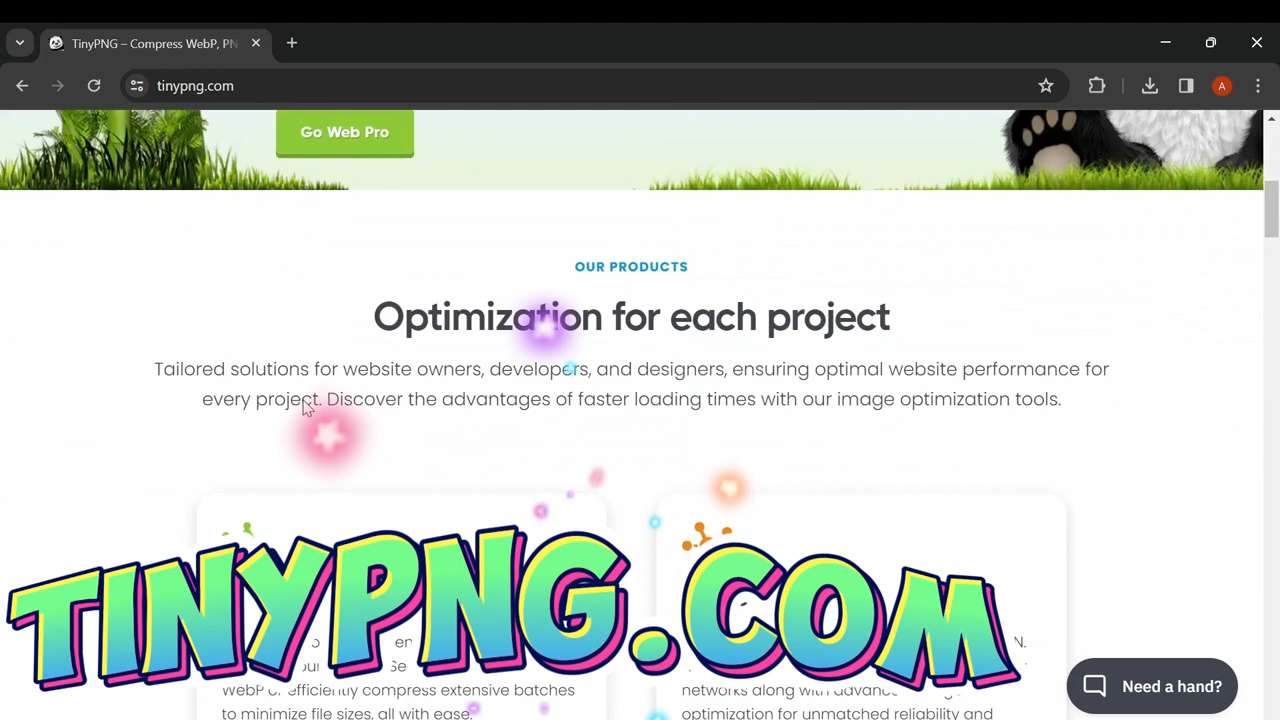 TinyPNG – Compress WebP, PN
tinypng.com
A
Go Web Pro
OUR PRODUCTS
Optimization for each project
Tailored solutions for website owners, developers, and designers, ensuring optimal website performance for
every project. Discover the advantages of faster loading times with our image optimization tools.
TINYPNG.COM
WebP or efficiently compress extensive batches
to minimize file sizes, all with ease.
N.
networks along with
optimization for unmatched reliability and
Need a hand?